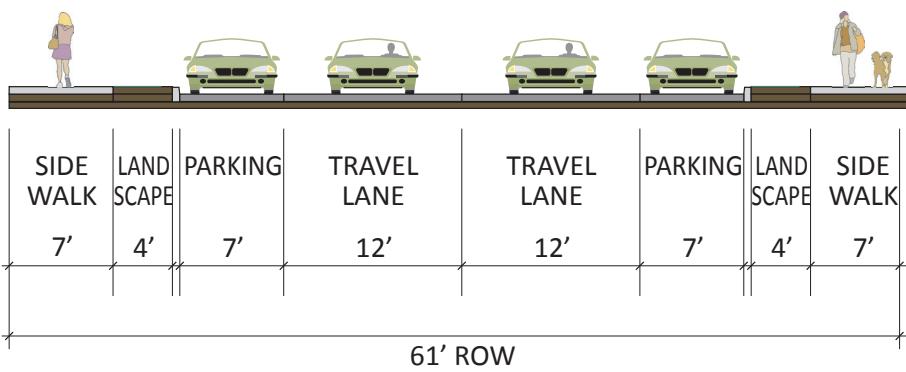 SIDE WALK
7’
LAND SCAPE
4’
PARKING
7’
TRAVEL LANE
12’
TRAVEL LANE
12’
PARKING
7’
LAND SCAPE
4’
SIDE WALK
7’
61’ ROW